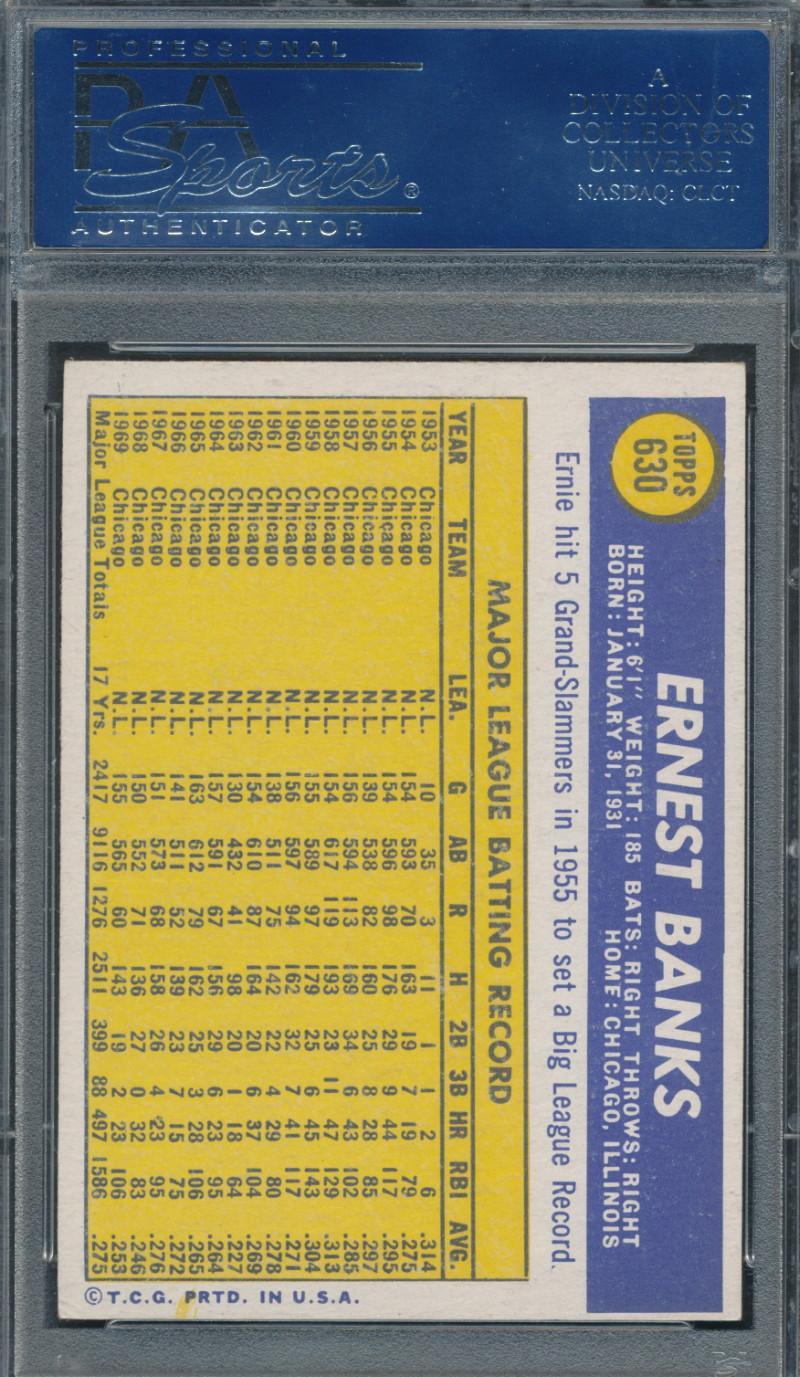 PROFESSIONAL
PSA
Sports®
AUTHENTICATOR
A
DIVISION OF
COLLECTORS
UNIVERSE
NASDAQ: CLCT
TOPPS
630
ERNEST BANKS
HEIGHT: 6'1" WEIGHT: 185 BATS: RIGHT THROWS: RIGHT
BORN: JANUARY 31, 1931 HOME: CHICAGO, ILLINOIS
Ernie hit 5 Grand-Slammers in 1955 to set a Big League Record.
MAJOR LEAGUE BATTING RECORD
YEAR TEAM LEA. G AB R H 2B 3B HR RBI AVG.
1953 Chicago N.L. 10 35 3 11 1 1 2 6 .314
1954 Chicago N.L. 154 593 70 163 19 7 19 79 .275
1955 Chicago N.L. 154 596 98 176 29 9 44 117 .295
1956 Chicago N.L. 139 538 82 160 25 8 28 85 .297
1957 Chicago N.L. 156 594 113 169 34 6 43 102 .285
1958 Chicago N.L. 154 617 119 193 23 11 47 129 .313
1959 Chicago N.L. 155 589 97 179 25 6 45 143 .304
1960 Chicago N.L. 156 597 94 162 32 7 41 117 .271
1961 Chicago N.L. 138 511 75 142 22 4 29 80 .278
1962 Chicago N.L. 154 610 87 164 20 6 37 104 .269
1963 Chicago N.L. 130 432 41 98 20 1 18 64 .227
1964 Chicago N.L. 157 591 67 156 29 6 23 95 .264
1965 Chicago N.L. 163 612 79 162 25 3 28 106 .265
1966 Chicago N.L. 141 511 52 139 23 7 15 75 .272
1967 Chicago N.L. 151 573 68 158 26 4 23 95 .276
1968 Chicago N.L. 150 552 71 136 27 0 32 83 .246
1969 Chicago N.L. 155 565 60 143 19 2 23 106 .253
Major League Totals 17 Yrs. 2417 9116 1276 2511 399 88 497 1586 .275
©T.C.G. PRTD. IN U.S.A.